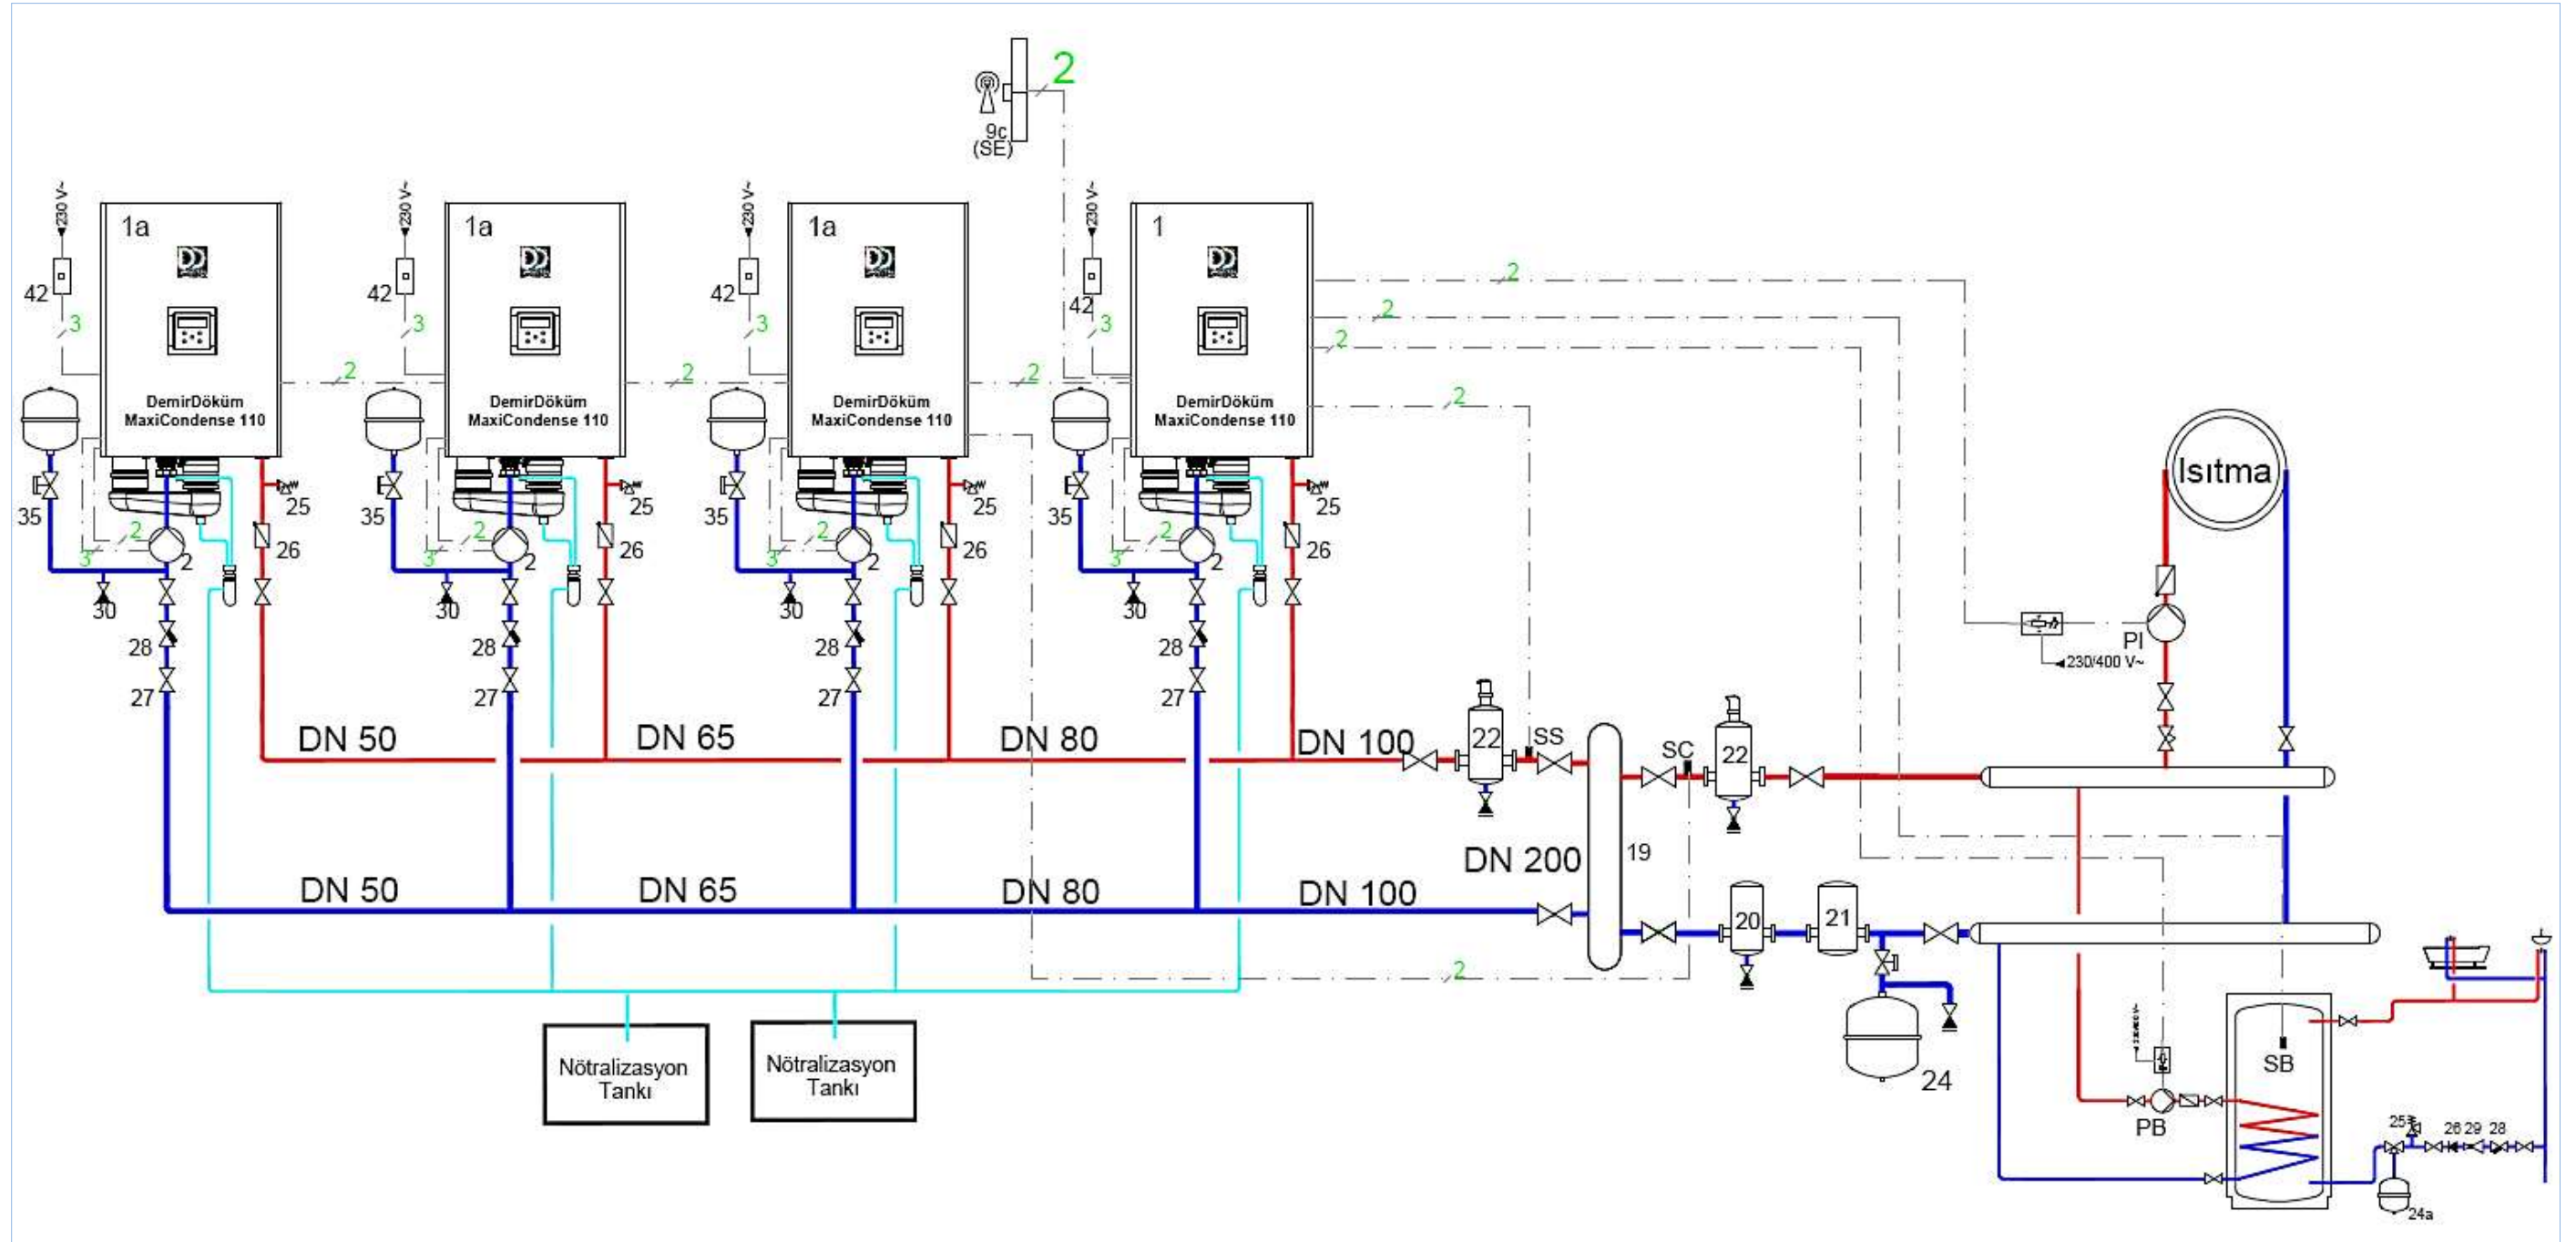 2
9c
(SE)
230 V~
230 V~
230 V~
230 V~
1a
1a
1a
1
42
42
42
42
3
3
3
3
2
2
2
2
2
2
2
DemirDöküm
MaxiCondense 110
DemirDöküm
MaxiCondense 110
DemirDöküm
MaxiCondense 110
DemirDöküm
MaxiCondense 110
Isıtma
35
25
35
25
35
25
35
25
2
3
2
26
2
3
2
26
2
3
2
26
2
3
2
26
30
30
30
30
28
28
28
28
27
27
27
27
PI
230/400 V~
DN 50
DN 65
DN 80
DN 100
22
SS
SC
22
DN 200
19
DN 50
DN 65
DN 80
DN 100
20
21
2
24
Nötralizasyon
Tankı
Nötralizasyon
Tankı
SB
PB
25
26
29
28
24a